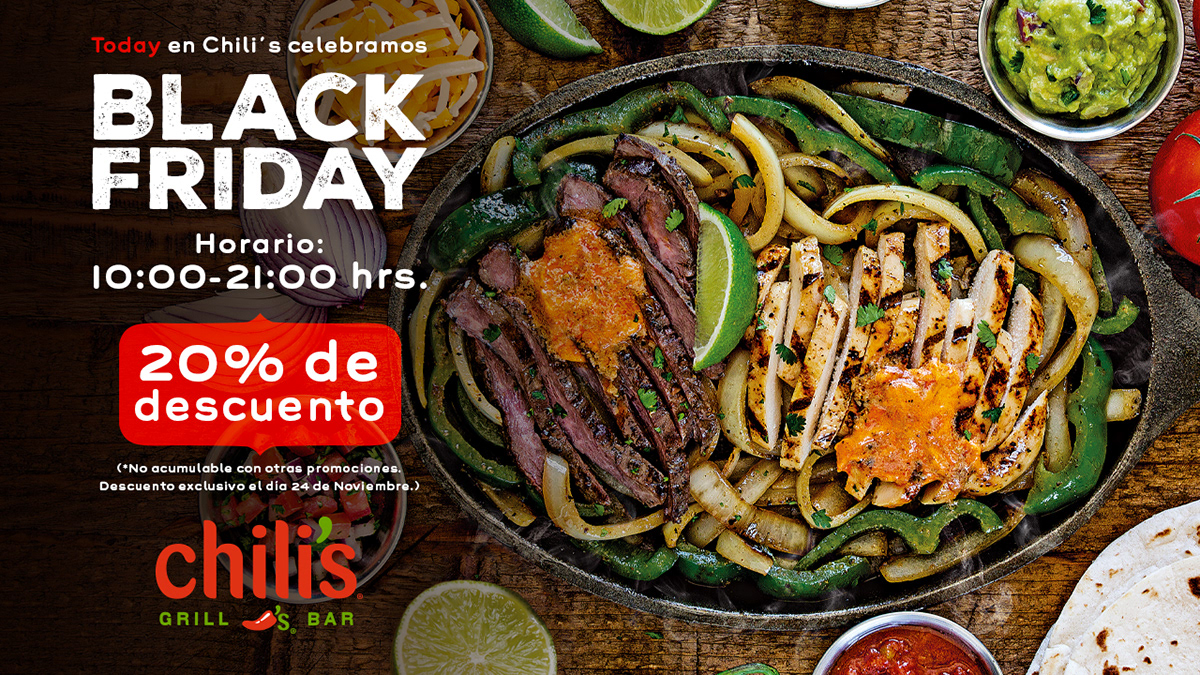 Today en Chili´s celebramos
BLACK
FRIDAY
Horario:
10:00-21:00 hrs.
20% de
descuento
(*No acumulable con otras promociones.
Descuento exclusivo el día 24 de Noviembre.)
chili's®
GRILL 's® BAR